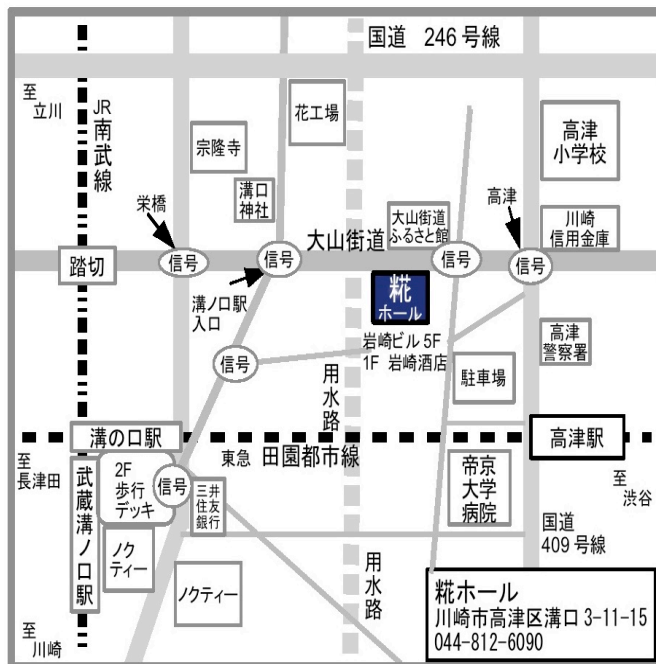 国道 246号線
至
立川
JR
南武線
宗隆寺
花工場
高津
小学校
溝口
神社
栄橋
大山街道
大山街道
ふるさと館
高津
川崎
信用金庫
踏切
信号
信号
信号
信号
溝ノ口駅
入口
糀
ホール
岩崎ビル 5F
1F 岩崎酒店
高津
警察署
信号
用水路
駐車場
溝の口駅
東急 田園都市線
高津駅
至
長津田
武蔵溝ノ口駅
2F
歩行
デッキ
信号
三井
住友
銀行
帝京
大学
病院
至
渋谷
国道
409号線
ノク
ティー
ノクティー
用水路
至
川崎
糀ホール
川崎市高津区溝口 3-11-15
044-812-6090